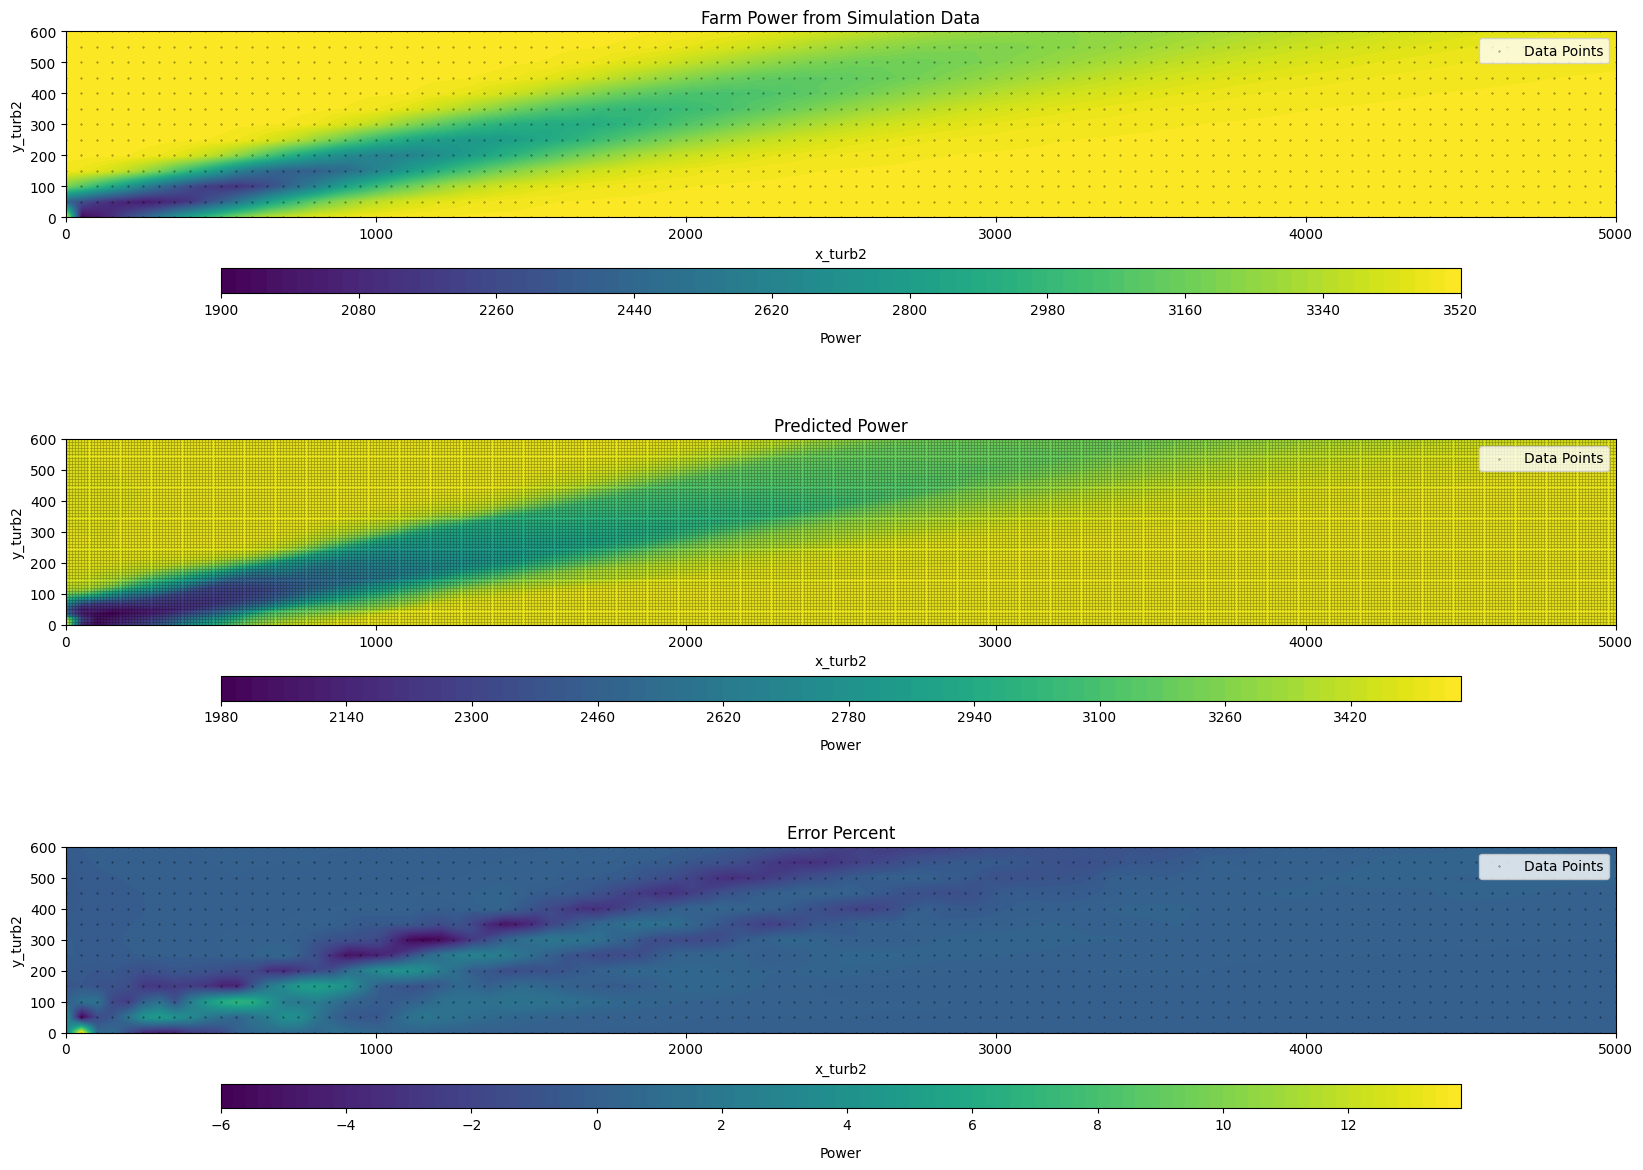 Farm Power from Simulation Data
600
500
400
300
200
100
0
y_turb2
Data Points
0 1000 2000 3000 4000 5000
x_turb2
1900 2080 2260 2440 2620 2800 2980 3160 3340 3520
Power
Predicted Power
600
500
400
300
200
100
0
y_turb2
Data Points
0 1000 2000 3000 4000 5000
x_turb2
1980 2140 2300 2460 2620 2780 2940 3100 3260 3420
Power
Error Percent
600
500
400
300
200
100
0
y_turb2
Data Points
0 1000 2000 3000 4000 5000
x_turb2
−6 −4 −2 0 2 4 6 8 10 12
Power